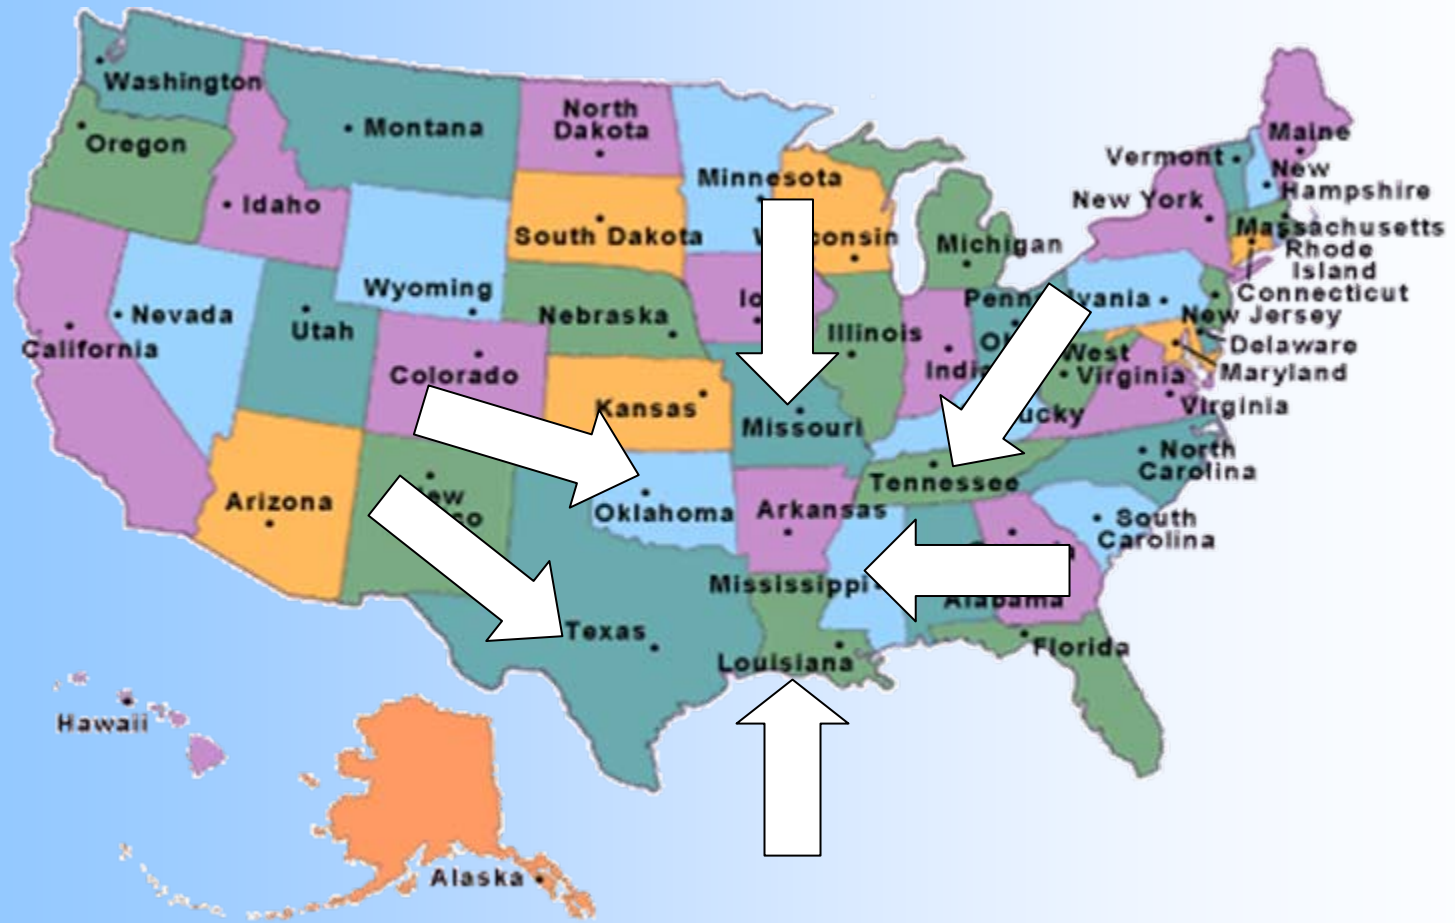 Washington
Montana
North
Dakota
Maine
Oregon
Vermont
New
Hampshire
Minnesota
Idaho
New York
South Dakota
Michigan
Massachusetts
Rhode
Island
Wyoming
Connecticut
Nevada
Utah
Nebraska
Illinois
New Jersey
California
Delaware
Colorado
West
Virginia
Maryland
Kansas
Virginia
Missouri
North
Carolina
Tennessee
Arizona
Oklahoma
Arkansas
South
Carolina
Mississippi
Alabama
Texas
Louisiana
Florida
Hawaii
Alaska